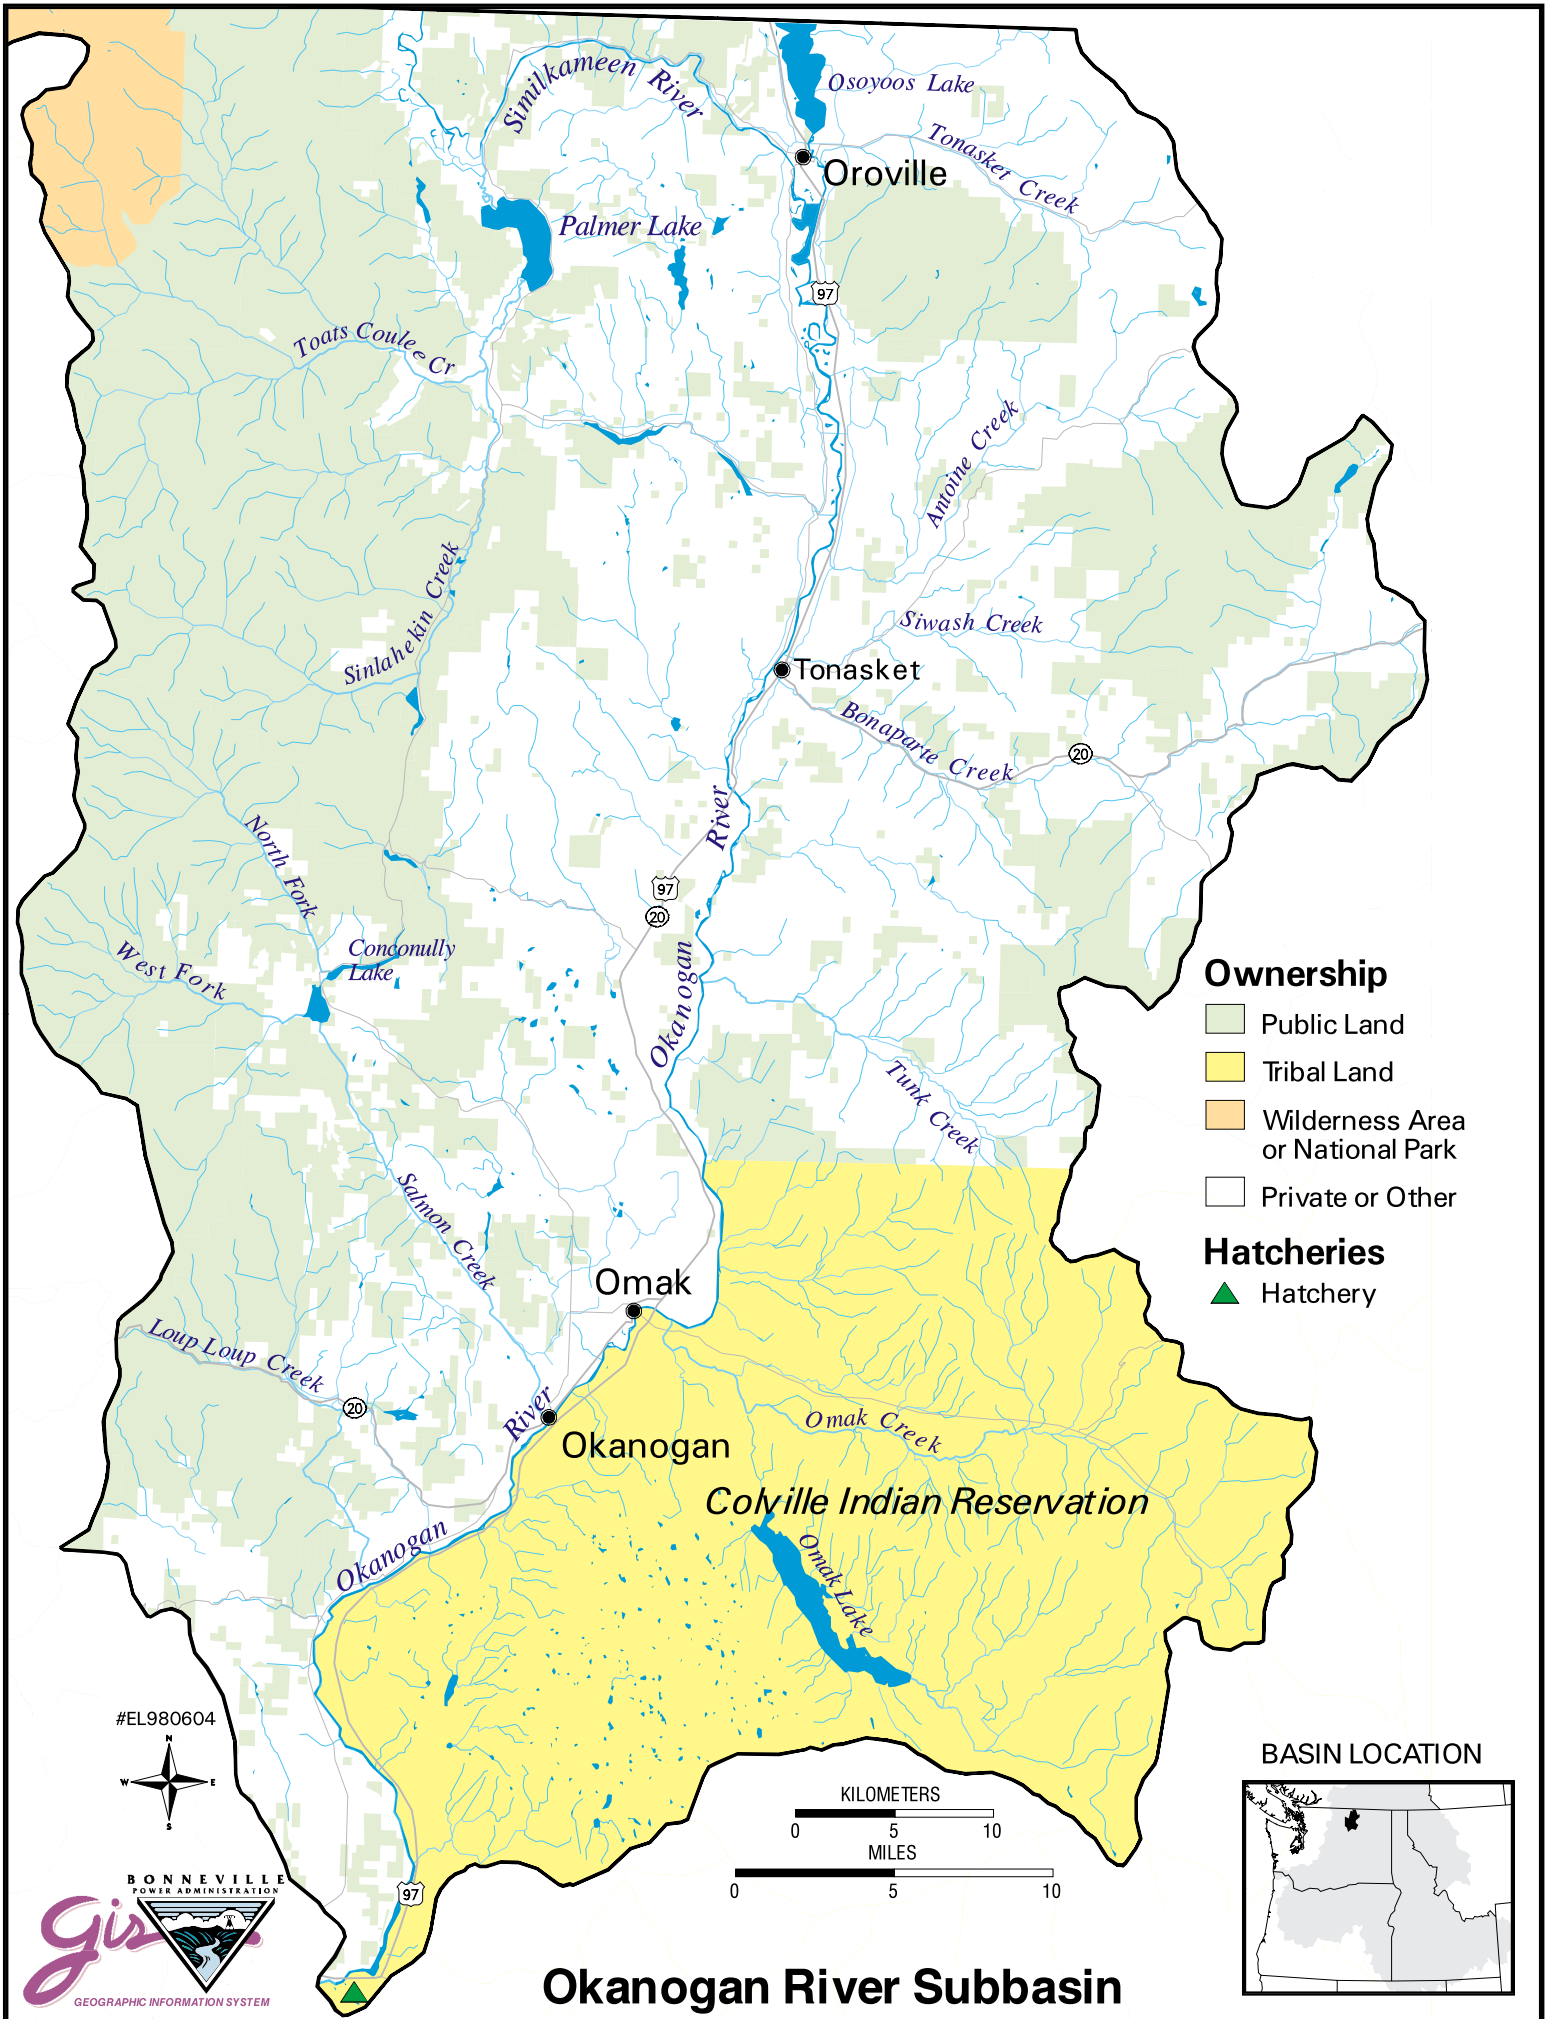 Similkameen River
Osoyoos Lake
Tonasket Creek
Oroville
Palmer Lake
97
Toats Coulee Cr
Antoine Creek
Sinlahekin Creek
Siwash Creek
Tonasket
Bonaparte Creek
20
River
North Fork
97
20
Conconully
Lake
West Fork
Okanogan
Ownership
Public Land
Tribal Land
Wilderness Area
or National Park
Private or Other
Hatcheries
Hatchery
Tunk Creek
Salmon Creek
Omak
Loup Loup Creek
20
River
Okanogan
Omak Creek
Colville Indian Reservation
Okanogan
Omak Lake
#EL980604
N
W E
S
BASIN LOCATION
KILOMETERS
0 5 10
MILES
0 5 10
97
BONNEVILLE
POWER ADMINISTRATION
gis
GEOGRAPHIC INFORMATION SYSTEM
Okanogan River Subbasin